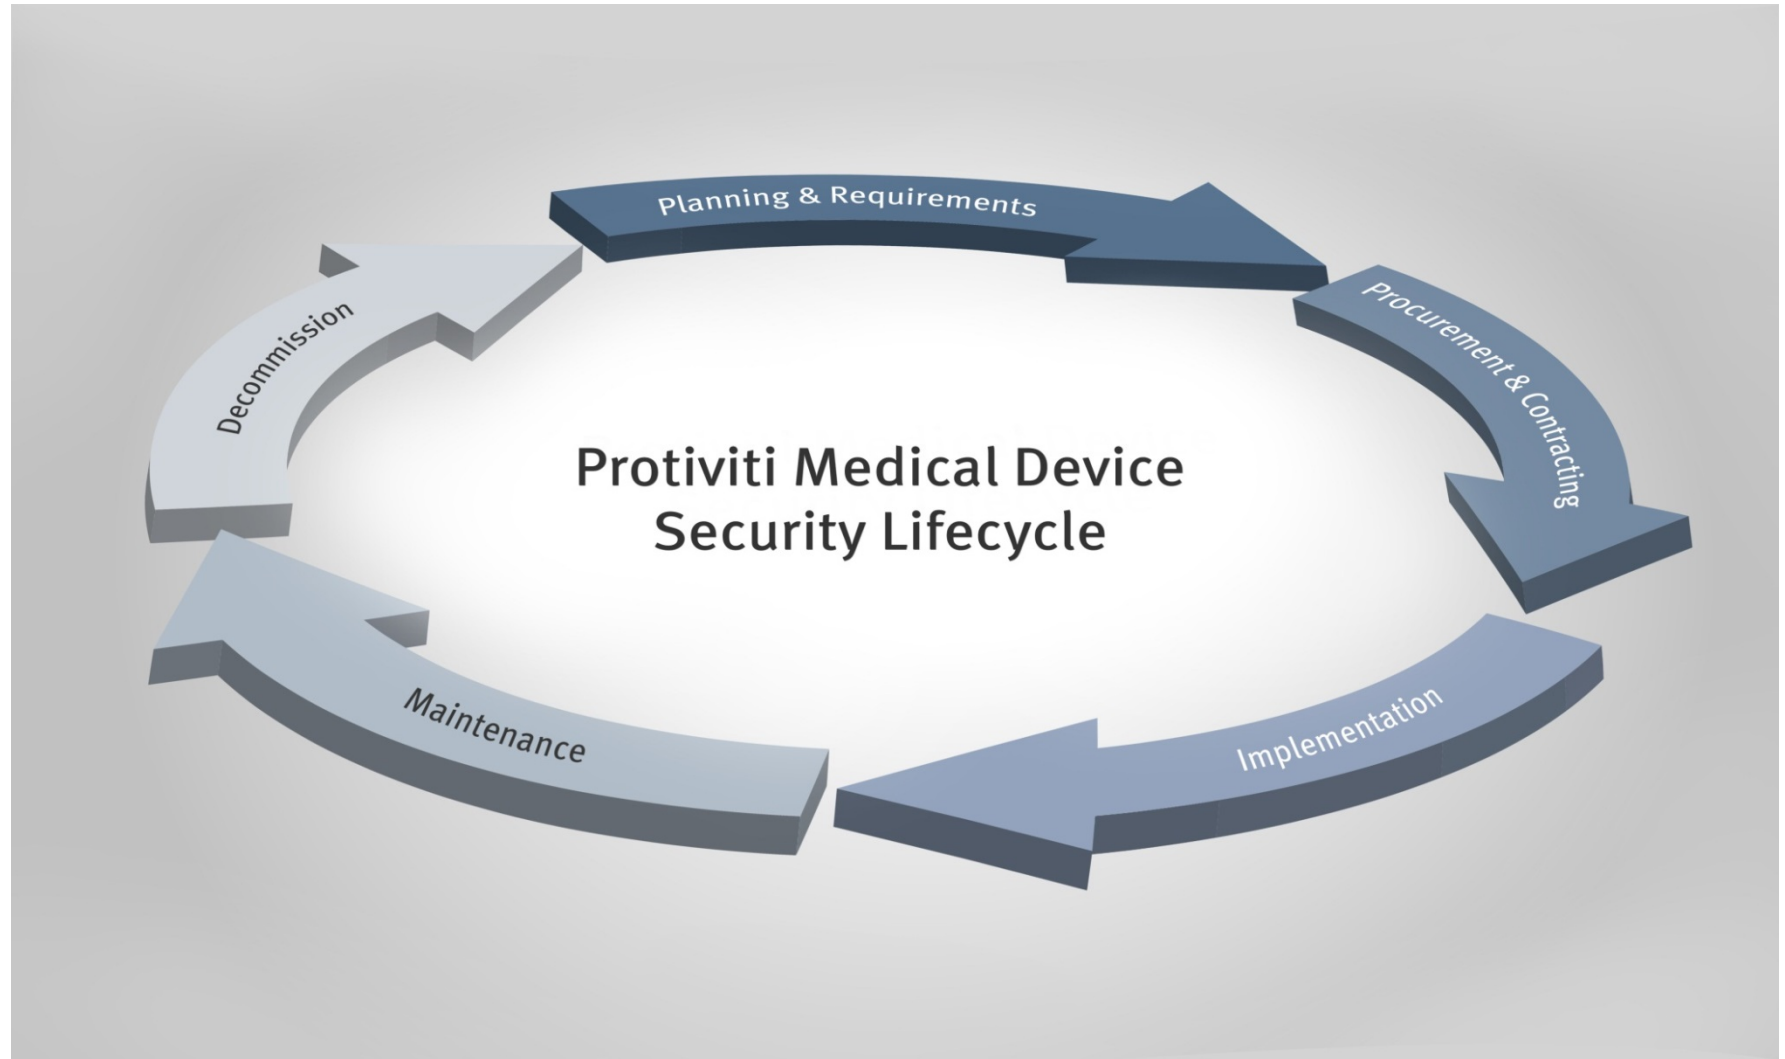 Planning & Requirements
Procurement & Contracting
Implementation
Maintenance
Decommission
Protiviti Medical Device
Security Lifecycle